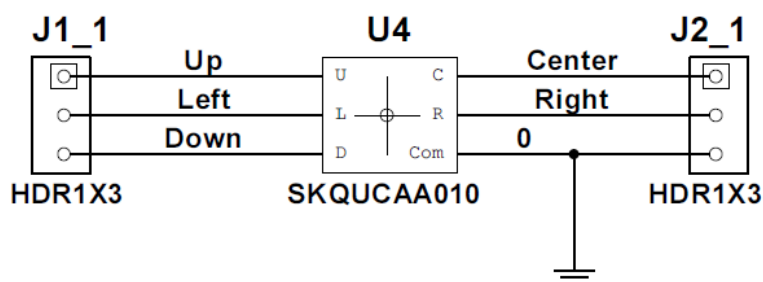 J1_1 U4 J2_1
Up U C Center
Left L R Right
Down D Com 0
HDR1X3 SKQUCAA010 HDR1X3